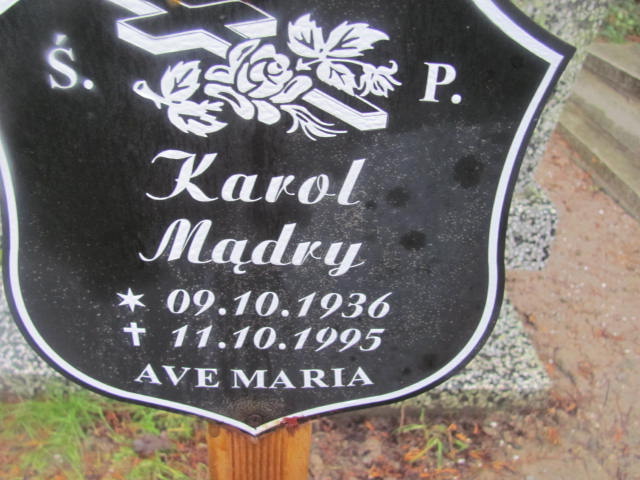 Ś. P.
Karol
Mądry
* 09.10.1936
✝ 11.10.1995
AVE MARIA